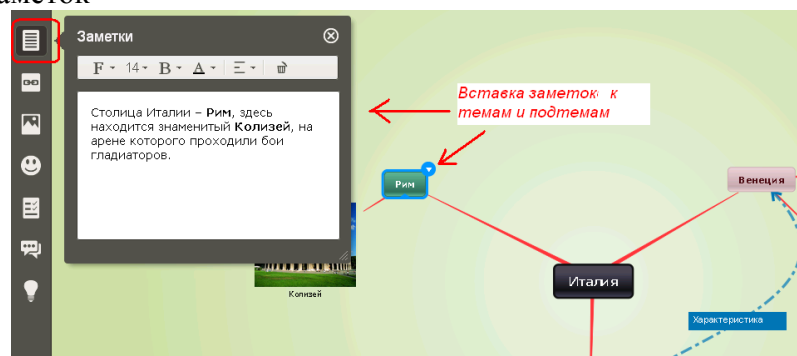 аметок
Заметки
F 14 B A
Столица Италии – Рим, здесь
находится знаменитый Колизей, на
арене которого проходили бои
гладиаторов.
Вставка заметок к
темам и подтемам
Рим
Венеция
Италия
Колизей
Характеристика